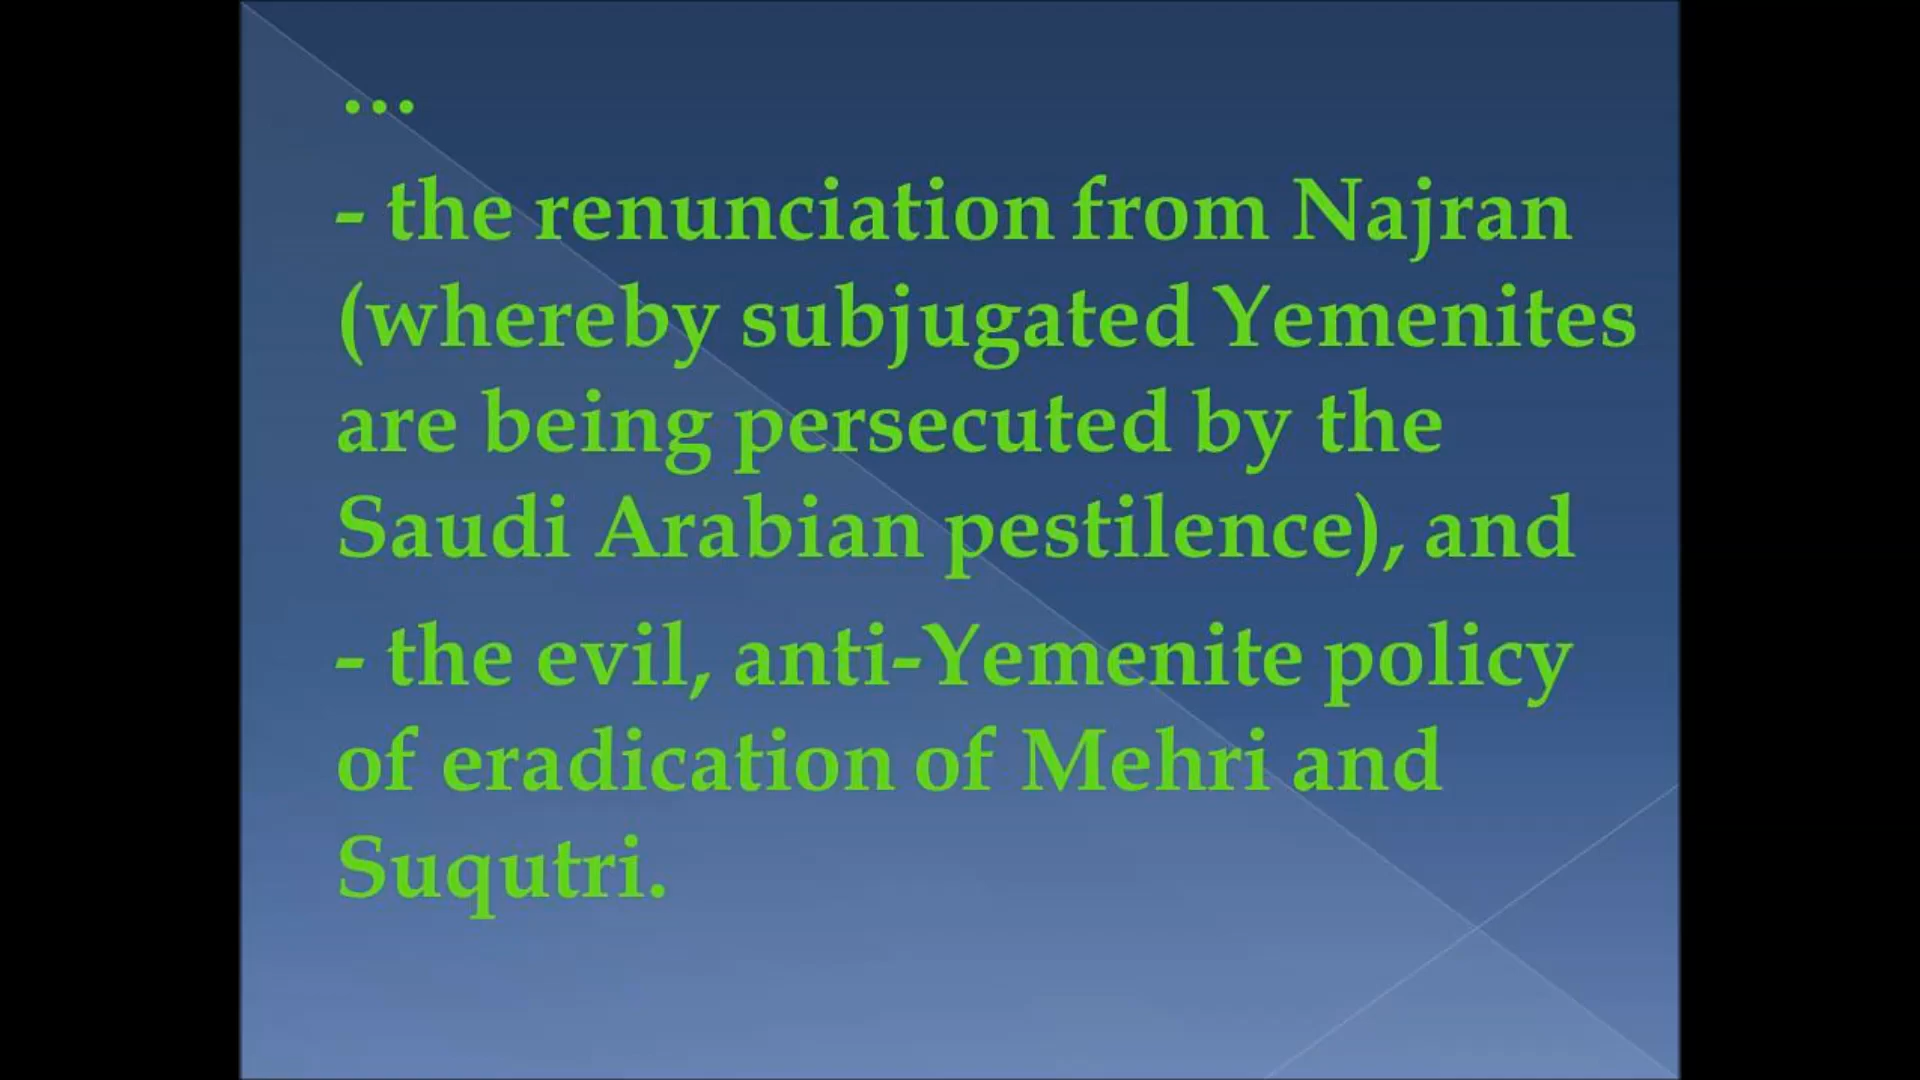 ...
- the renunciation from Najran
(whereby subjugated Yemenites
are being persecuted by the
Saudi Arabian pestilence), and
- the evil, anti-Yemenite policy
of eradication of Mehri and
Suqutri.